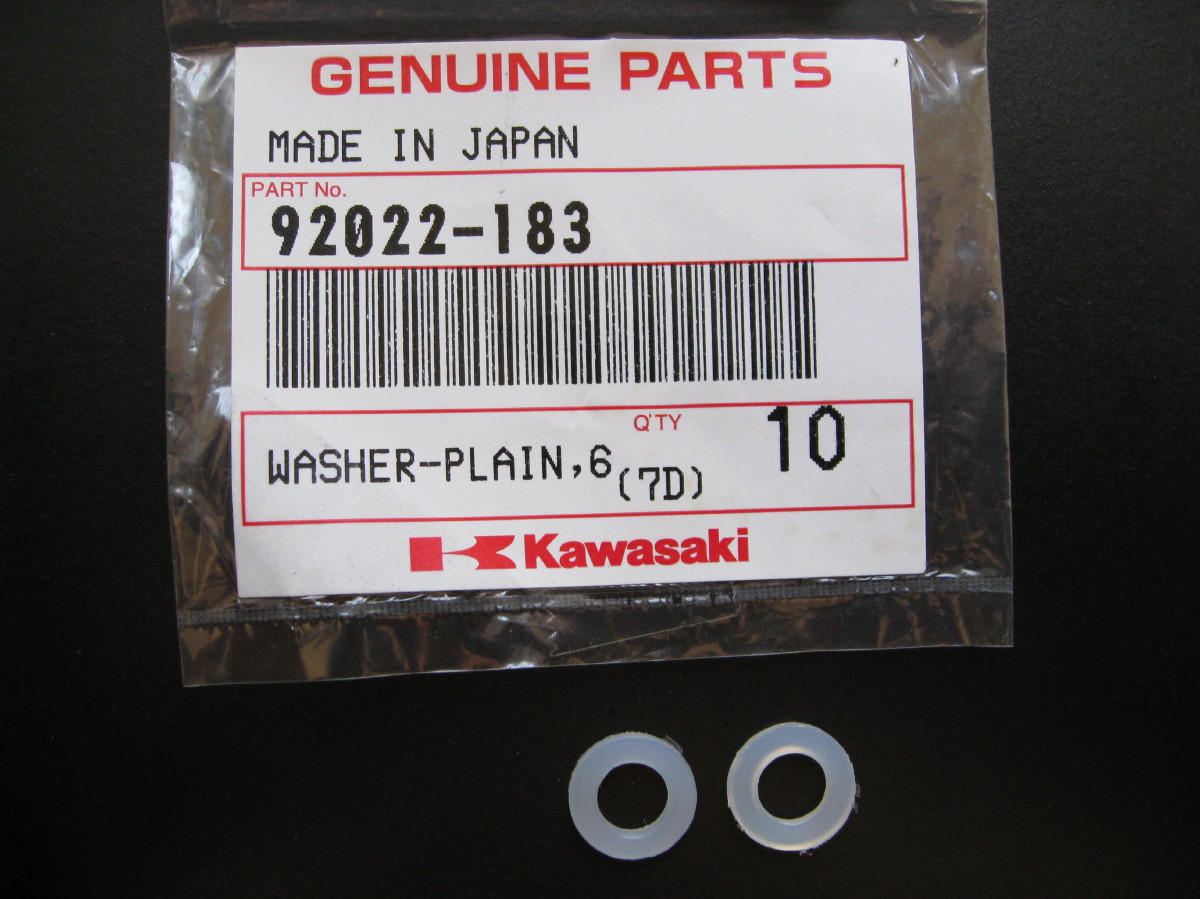 GENUINE PARTS
MADE IN JAPAN
PART No.
92022-183
Q'TY 10
WASHER-PLAIN,6 (7D)
Kawasaki